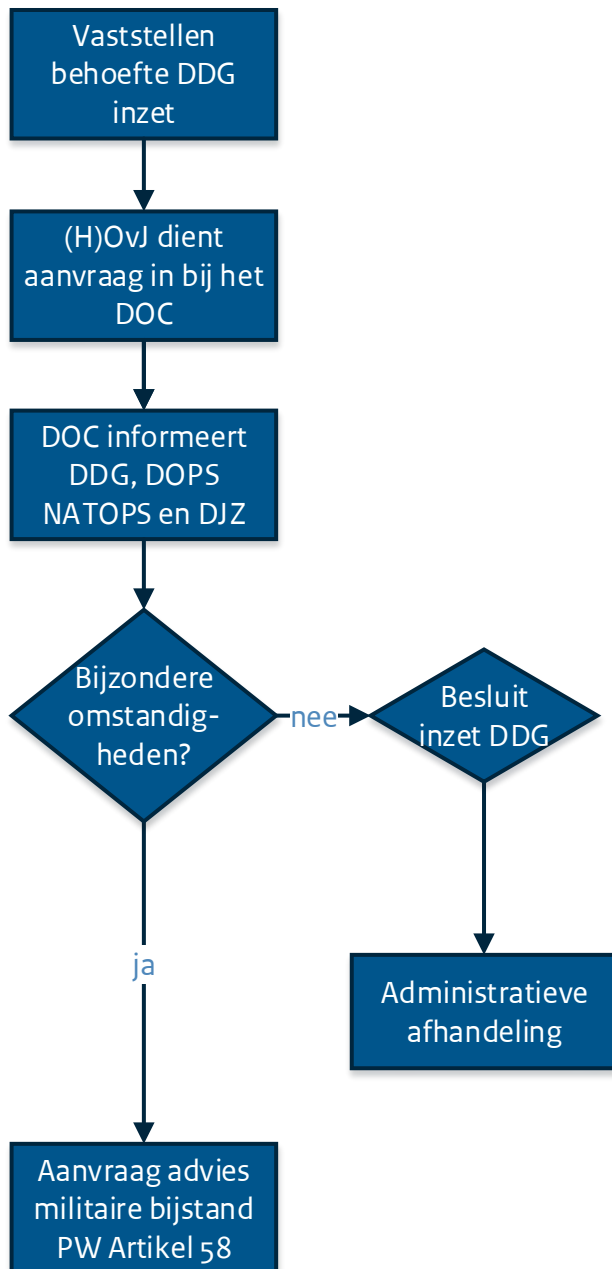 Vaststellen
behoefte DDG
inzet
(H)OvJ dient
aanvraag in bij het
DOC
DOC informeert
DDG, DOPS
NATOPS en DJZ
Bijzondere
omstandig-
heden?
nee
Besluit
inzet DDG
ja
Administratieve
afhandeling
Aanvraag advies
militaire bijstand
PW Artikel 58